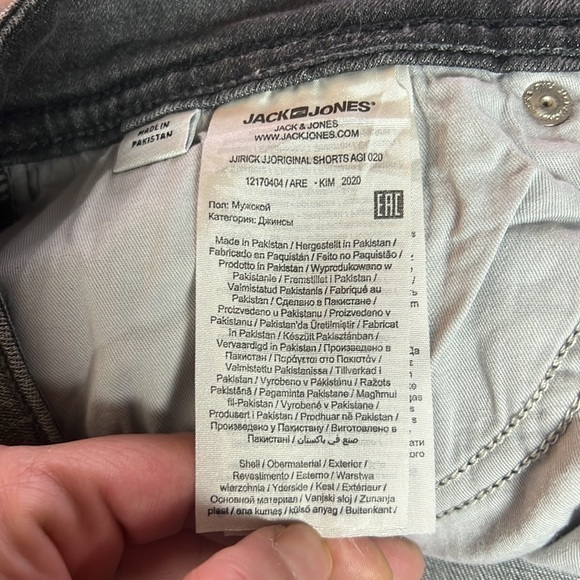 MADE IN
PAKISTAN
JACK JONES®
JACK & JONES
WWW.JACKJONES.COM
JJIRICK JJORIGINAL SHORTS AGI 020
12170404 / ARE - KIM 2020
Пол: Мужской
Категория: Джинсы
EAC
Made in Pakistan / Hergestellt in Pakistan /
Fabricado en Paquistán / Feito no Paquistão /
Prodotto in Pakistan / Wyprodukowano w
Pakistanie / Fremstillet i Pakistan /
Valmistatud Pakistanis / Fabriqué au
Pakistan / Сделано в Пакистане /
Proizvedeno u Pakistanu / Proizvedeno v
Pakistanu / Pakistan'da Üretilmiştir / Fabricat
în Pakistan / Készült Pakisztánban /
Vervaardigd in Pakistan / Произведено в
Пакистан / Παράγεται στο Πακιστάν /
Valmistettu Pakistanissa / Tillverkad i
Pakistan / Vyrobeno v Pákistánu / Ražots
Pakistānā / Pagaminta Pakistane / Maghmul
fil-Pakistan / Vyrobené v Pakistane /
Produsert i Pakistan / Prodhuar në Pakistan /
Произведено у Пакистану / Виготовлено в
Пакистані / صنع في باكستان
Shell / Obermaterial / Exterior /
Revestimento / Esterno / Warstwa
wierzchnia / Yderside / Kest / Extérieur /
Основной материал / Vanjski sloj / Zunanja
plast / ana kumaş / külső anyag / Buitenkant /